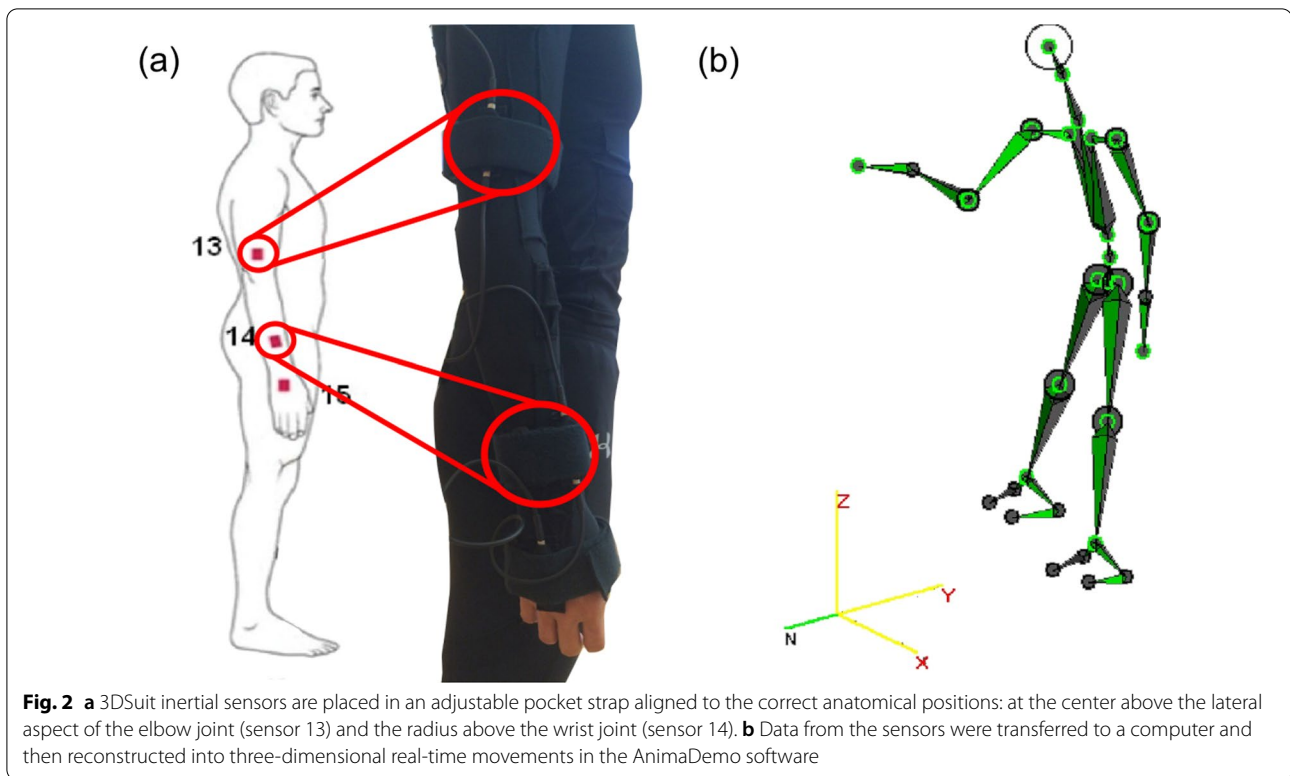 (a)
(b)
13
14
15
Z
Y
N
X
Fig. 2 a 3DSuit inertial sensors are placed in an adjustable pocket strap aligned to the correct anatomical positions: at the center above the lateral
aspect of the elbow joint (sensor 13) and the radius above the wrist joint (sensor 14). b Data from the sensors were transferred to a computer and
then reconstructed into three-dimensional real-time movements in the AnimaDemo software